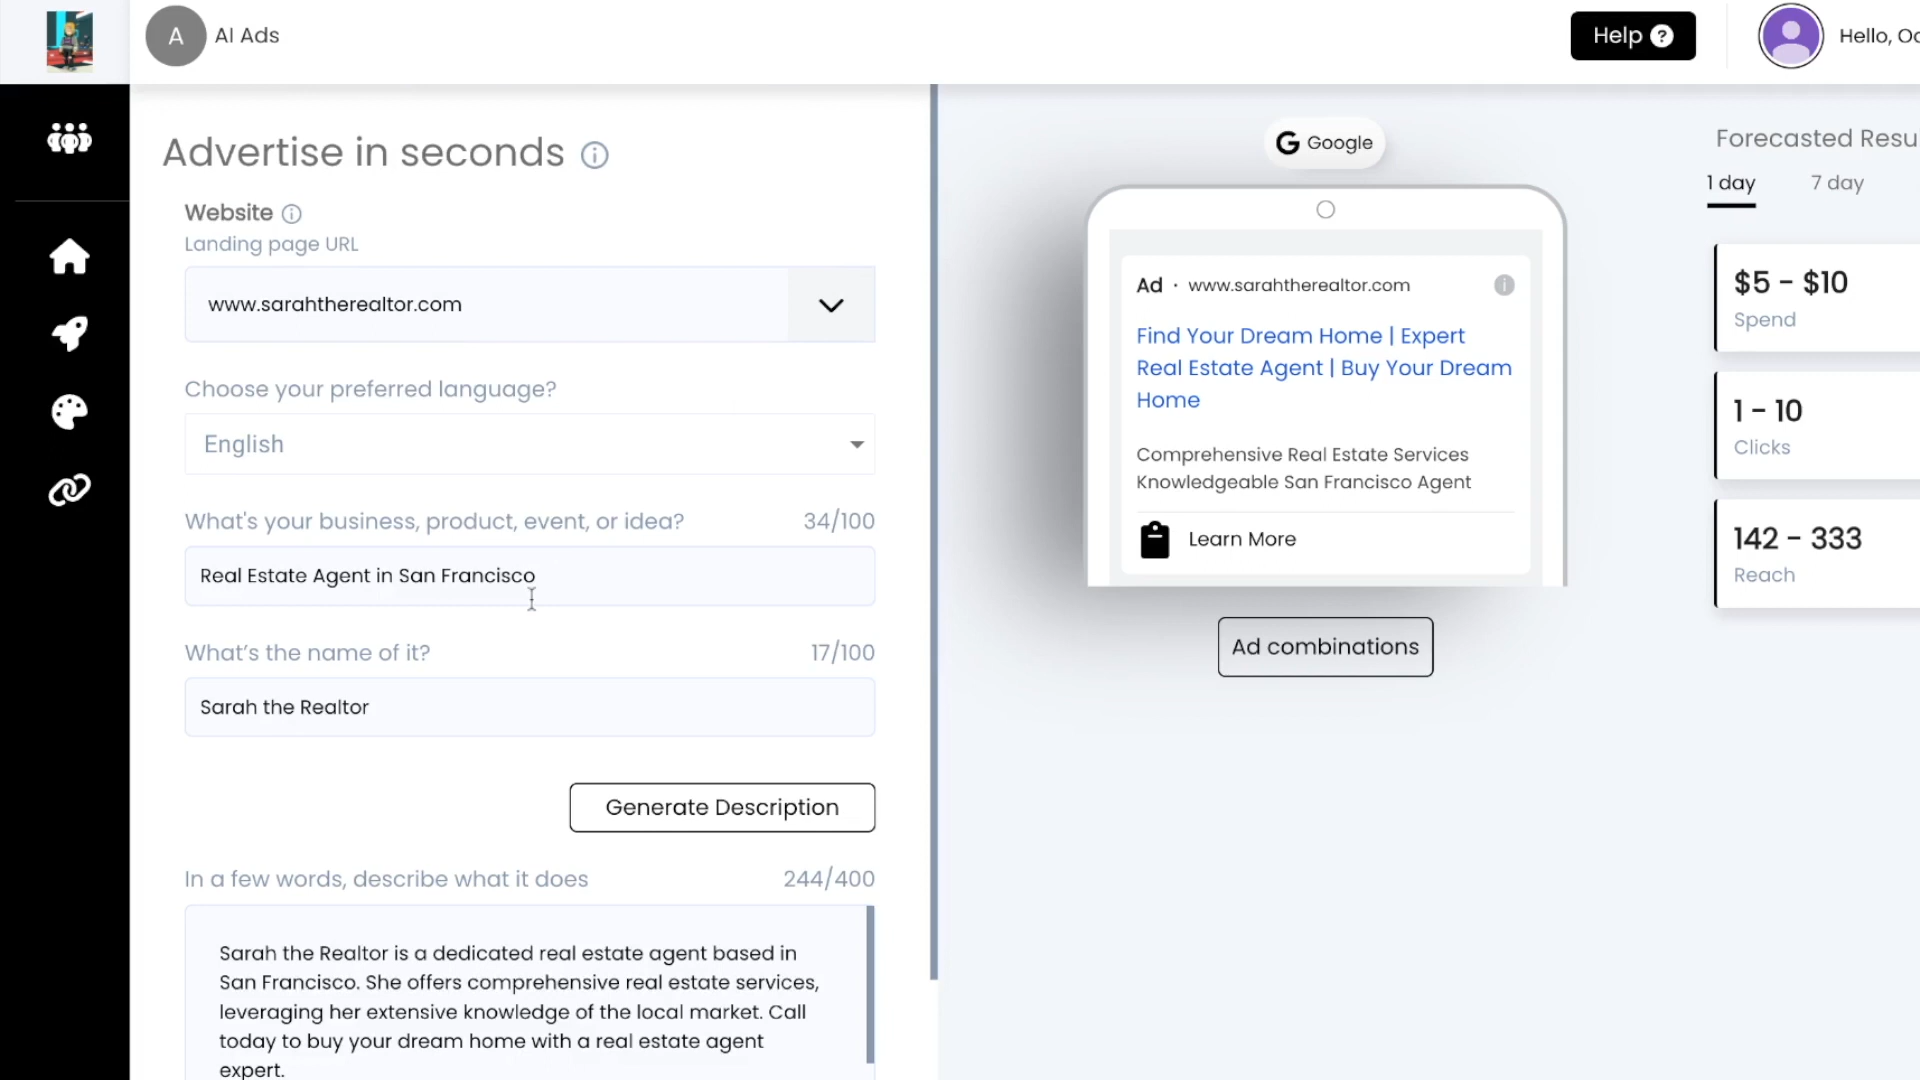 A AI Ads
Help ?
Hello, Oc
Advertise in seconds
Website
Landing page URL
www.sarahtherealtor.com
Choose your preferred language?
English
What's your business, product, event, or idea? 34/100
Real Estate Agent in San Francisco
What's the name of it? 17/100
Sarah the Realtor
Generate Description
In a few words, describe what it does 244/400
Sarah the Realtor is a dedicated real estate agent based in
San Francisco. She offers comprehensive real estate services,
leveraging her extensive knowledge of the local market. Call
today to buy your dream home with a real estate agent
expert.
G Google
Ad · www.sarahtherealtor.com
Find Your Dream Home | Expert
Real Estate Agent | Buy Your Dream
Home
Comprehensive Real Estate Services
Knowledgeable San Francisco Agent
Learn More
Ad combinations
Forecasted Resu
1 day 7 day
$5 - $10
Spend
1 - 10
Clicks
142 - 333
Reach